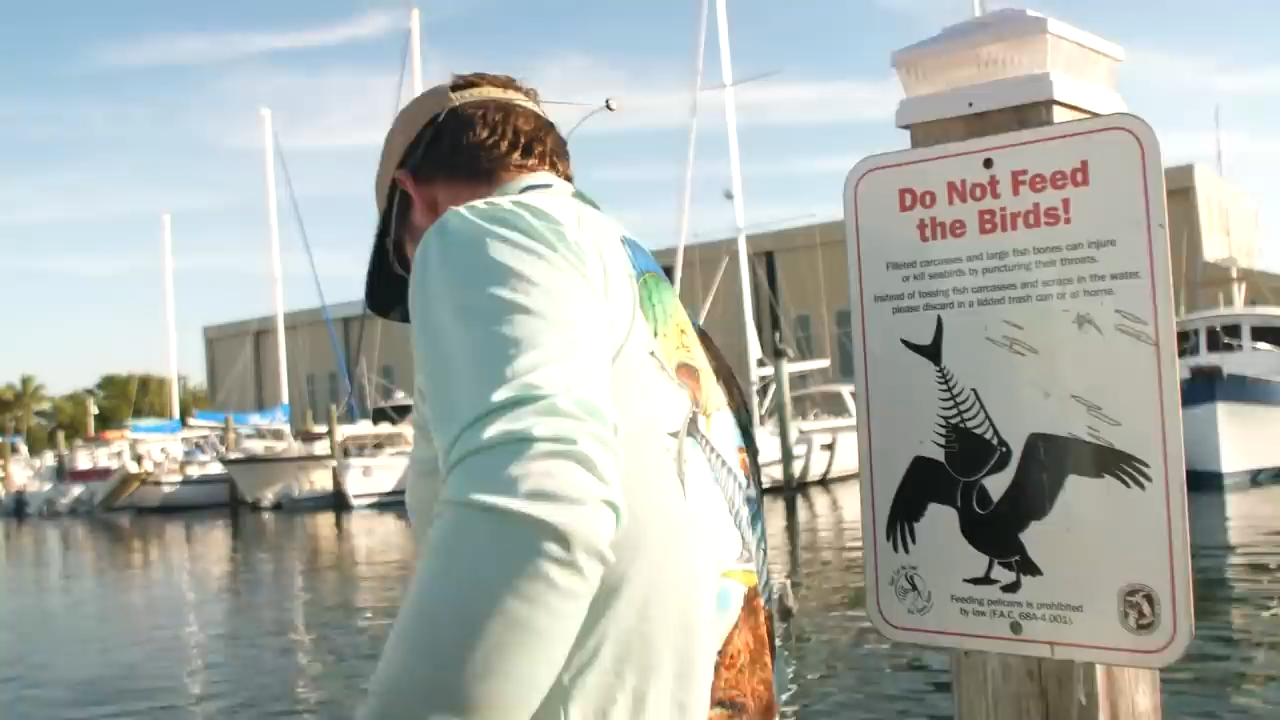 Do Not Feed
the Birds!
Filleted carcasses and large fish bones can injure
or kill seabirds by puncturing their throats.
Instead of tossing fish carcasses and scraps in the water,
please discard in a lidded trash can or at home.
Feeding pelicans is prohibited
by law (F.A.C. 68A-4.001).